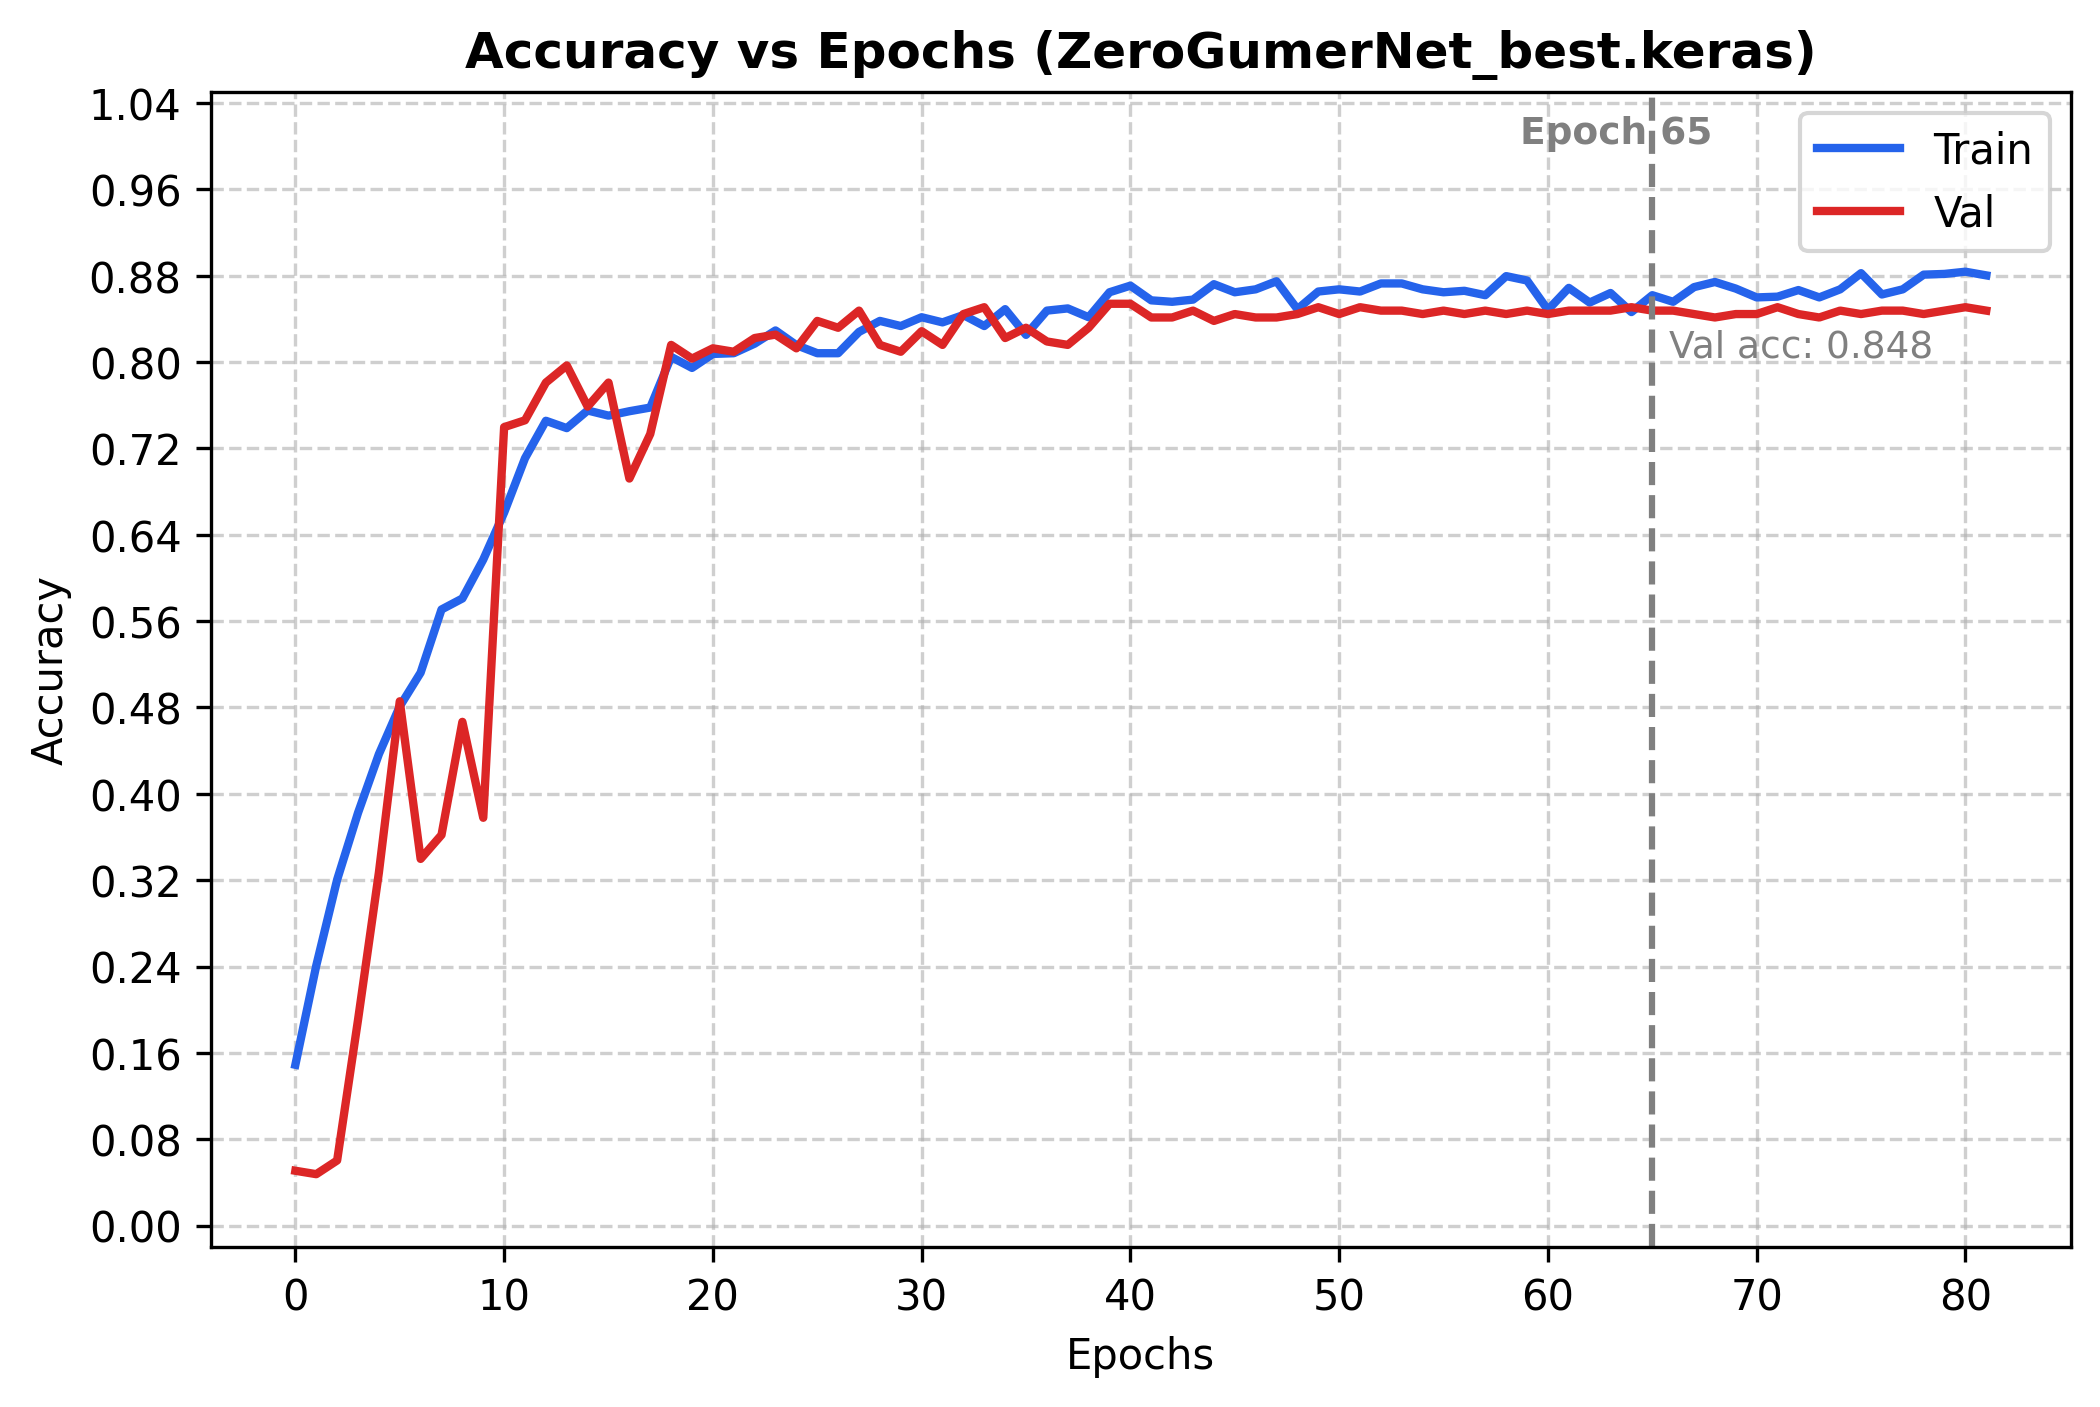 Accuracy vs Epochs (ZeroGumerNet_best.keras)
1.04
0.96
0.88
0.80
0.72
0.64
0.56
0.48
0.40
0.32
0.24
0.16
0.08
0.00
Accuracy
Epoch 65
Train
Val
Val acc: 0.848
0 10 20 30 40 50 60 70 80
Epochs